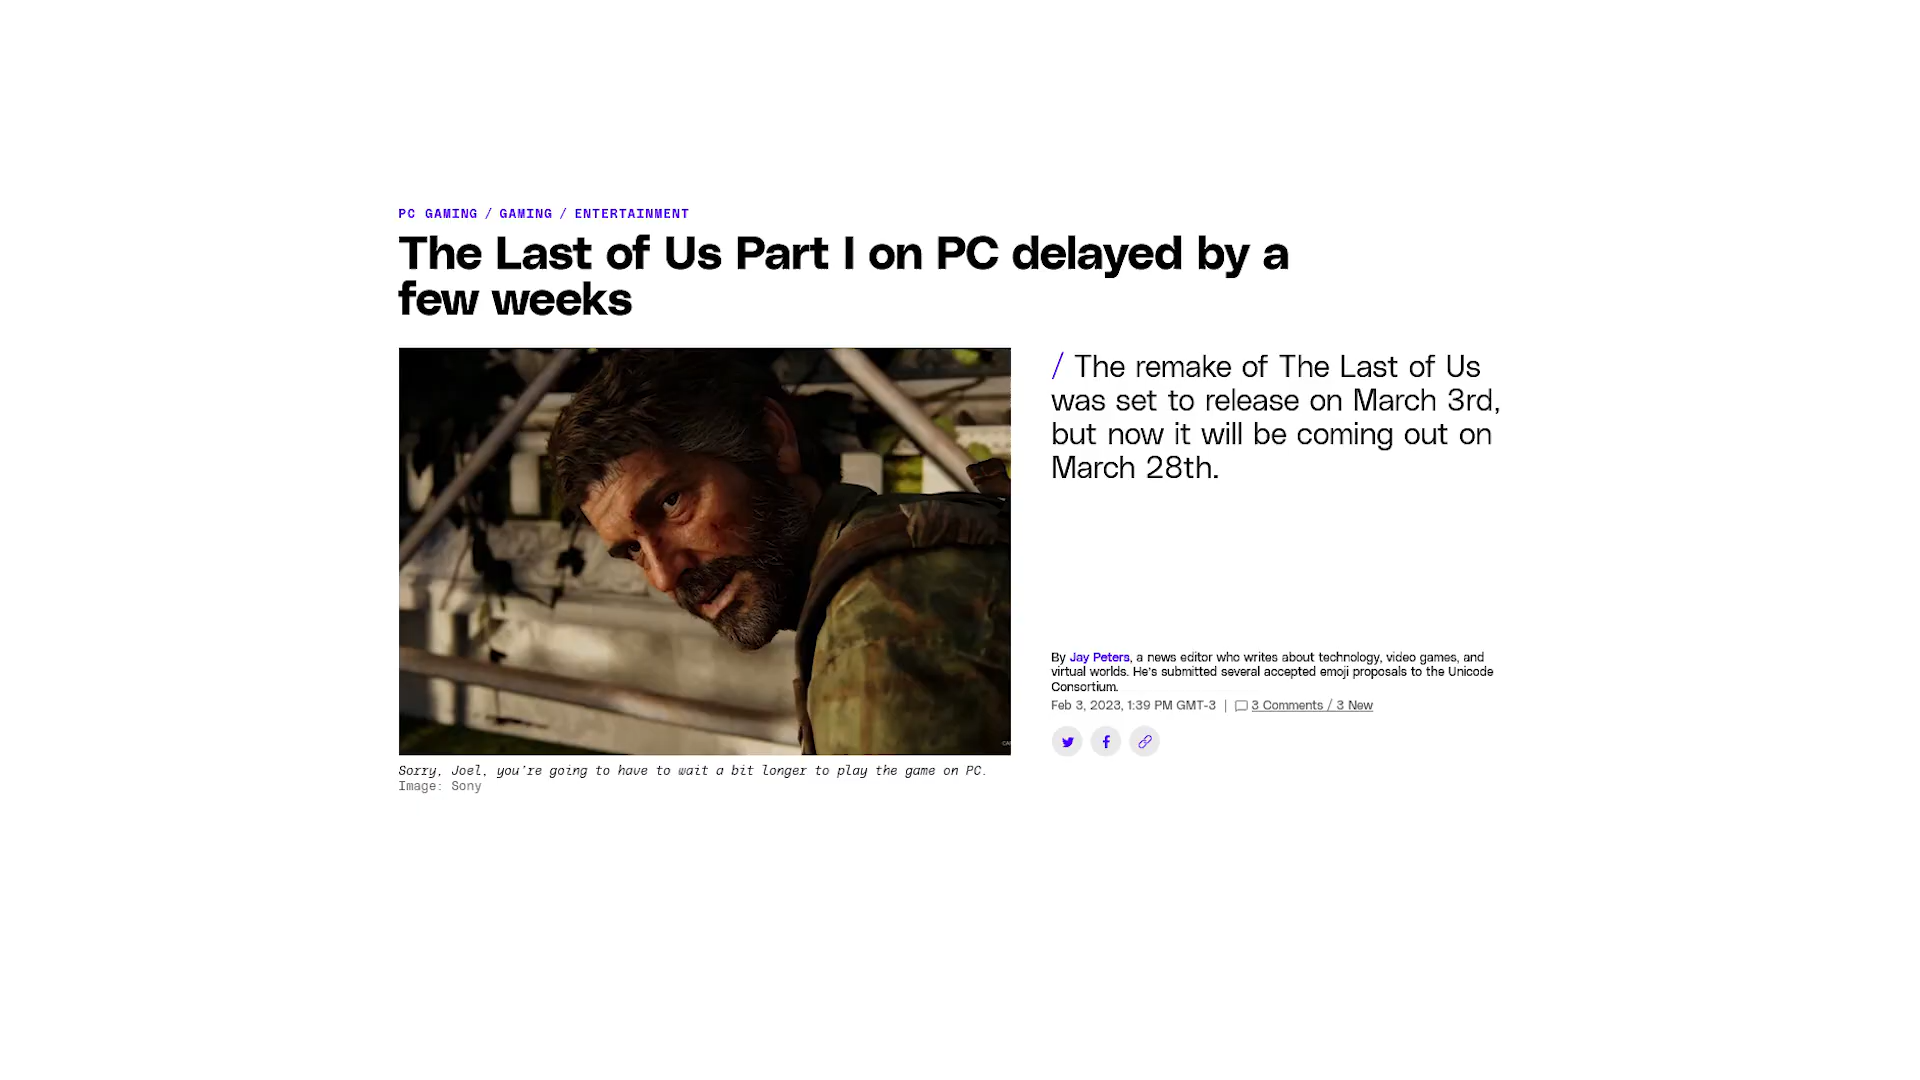 PC GAMING / GAMING / ENTERTAINMENT
The Last of Us Part I on PC delayed by a
few weeks
/ The remake of The Last of Us
was set to release on March 3rd,
but now it will be coming out on
March 28th.
By Jay Peters, a news editor who writes about technology, video games, and
virtual worlds. He's submitted several accepted emoji proposals to the Unicode
Consortium.
Feb 3, 2023, 1:39 PM GMT-3 | 3 Comments / 3 New
Sorry, Joel, you're going to have to wait a bit longer to play the game on PC.
Image: Sony